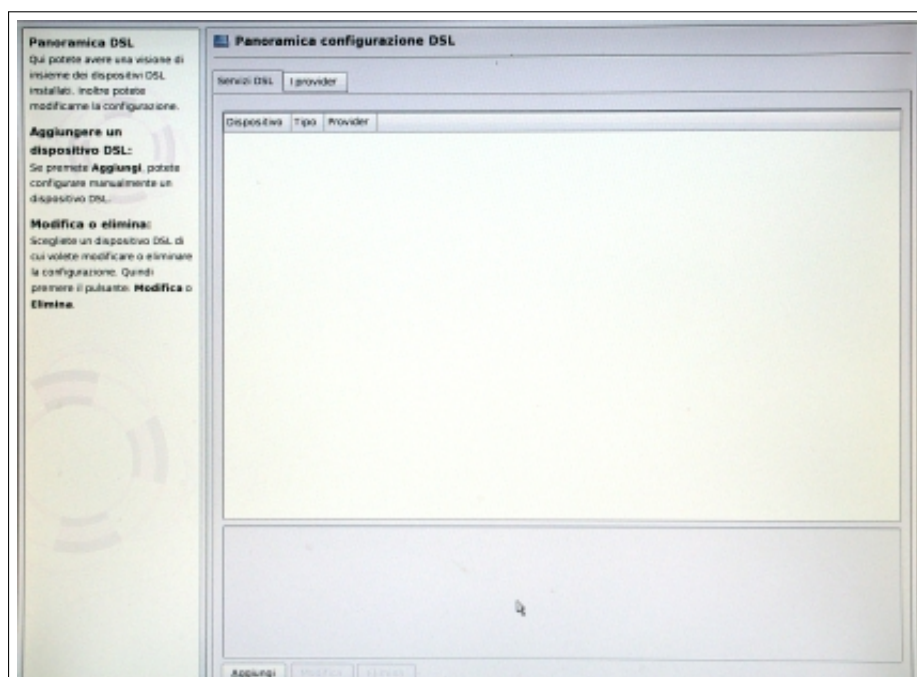 Panoramica DSL
Qui potete avere una visione di
insieme dei dispositivi DSL
installati. Inoltre potete
modificarne la configurazione.
Aggiungere un
dispositivo DSL:
Se premete Aggiungi, potete
configurare manualmente un
dispositivo DSL.
Modifica o elimina:
Scegliete un dispositivo DSL di
cui volete modificare o eliminare
la configurazione. Quindi
premere il pulsante: Modifica o
Elimina.
Panoramica configurazione DSL
Servizi DSL I provider
Dispositivo Tipo Provider
Aggiungi Modifica Elimina